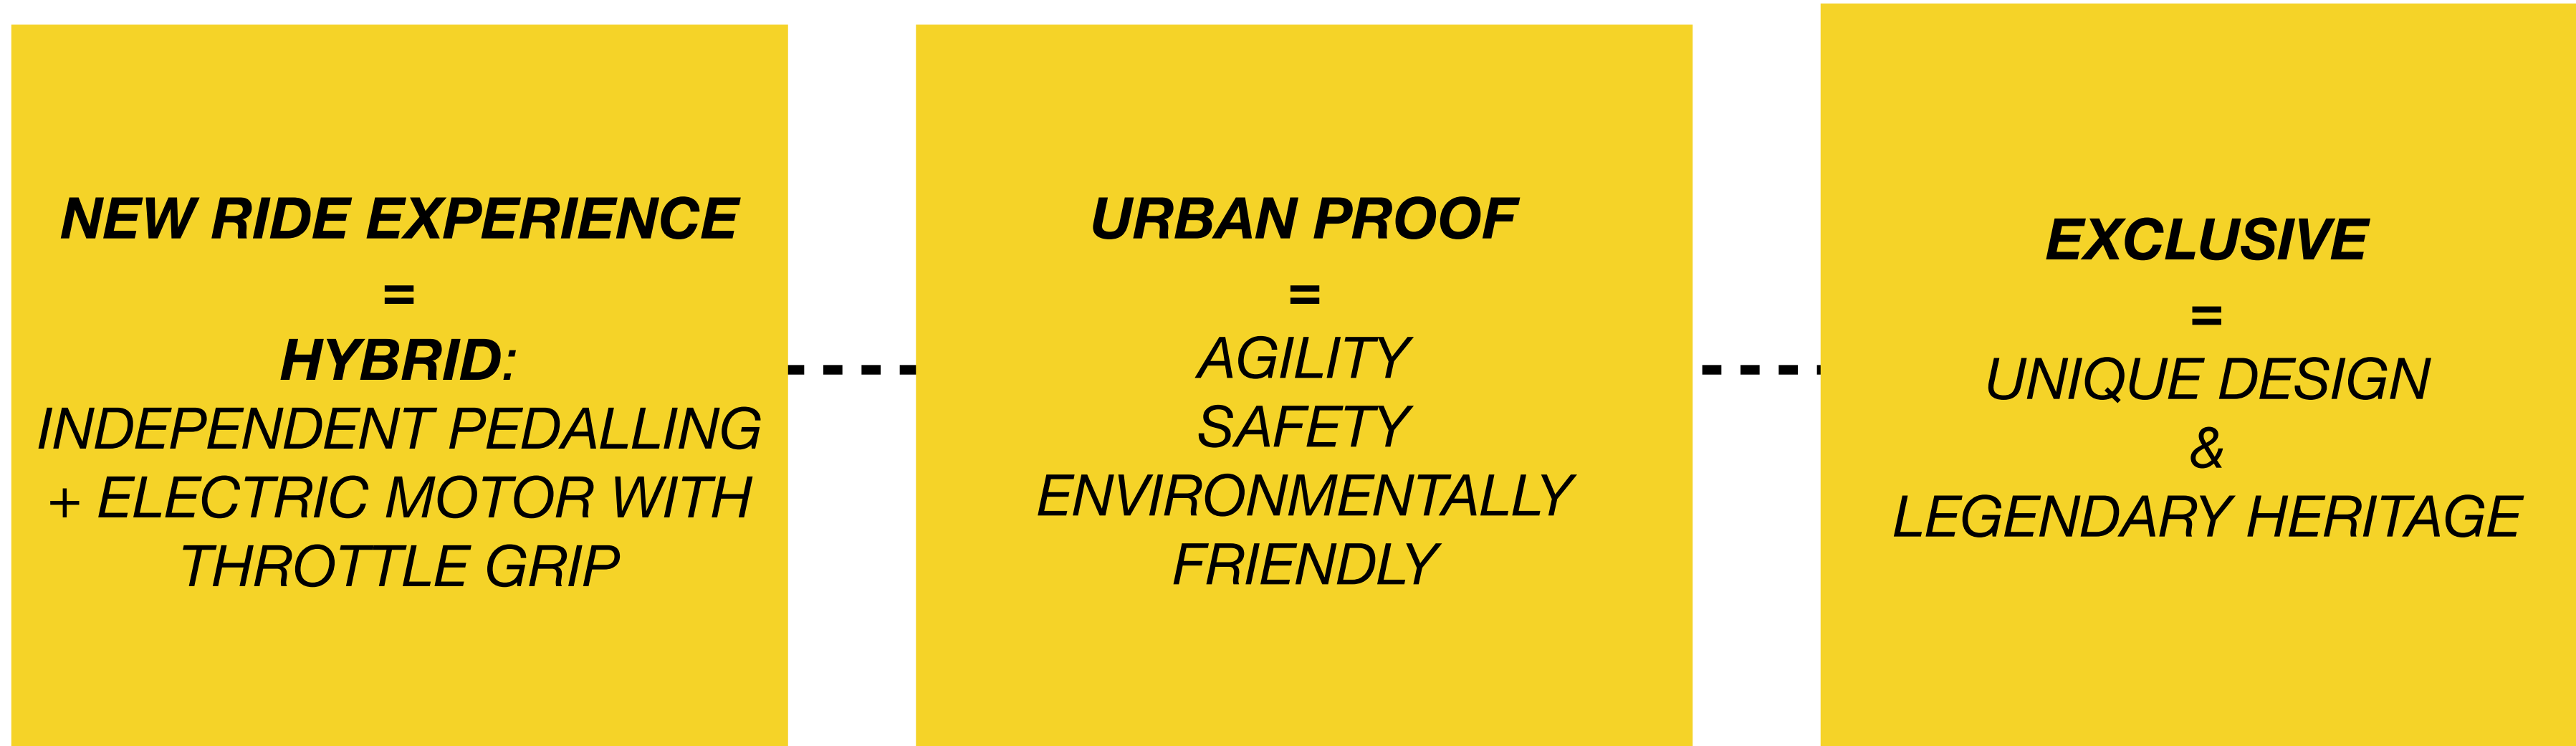 NEW RIDE EXPERIENCE
=
HYBRID:
INDEPENDENT PEDALLING
+ ELECTRIC MOTOR WITH
THROTTLE GRIP
URBAN PROOF
=
AGILITY
SAFETY
ENVIRONMENTALLY
FRIENDLY
EXCLUSIVE
=
UNIQUE DESIGN
&
LEGENDARY HERITAGE